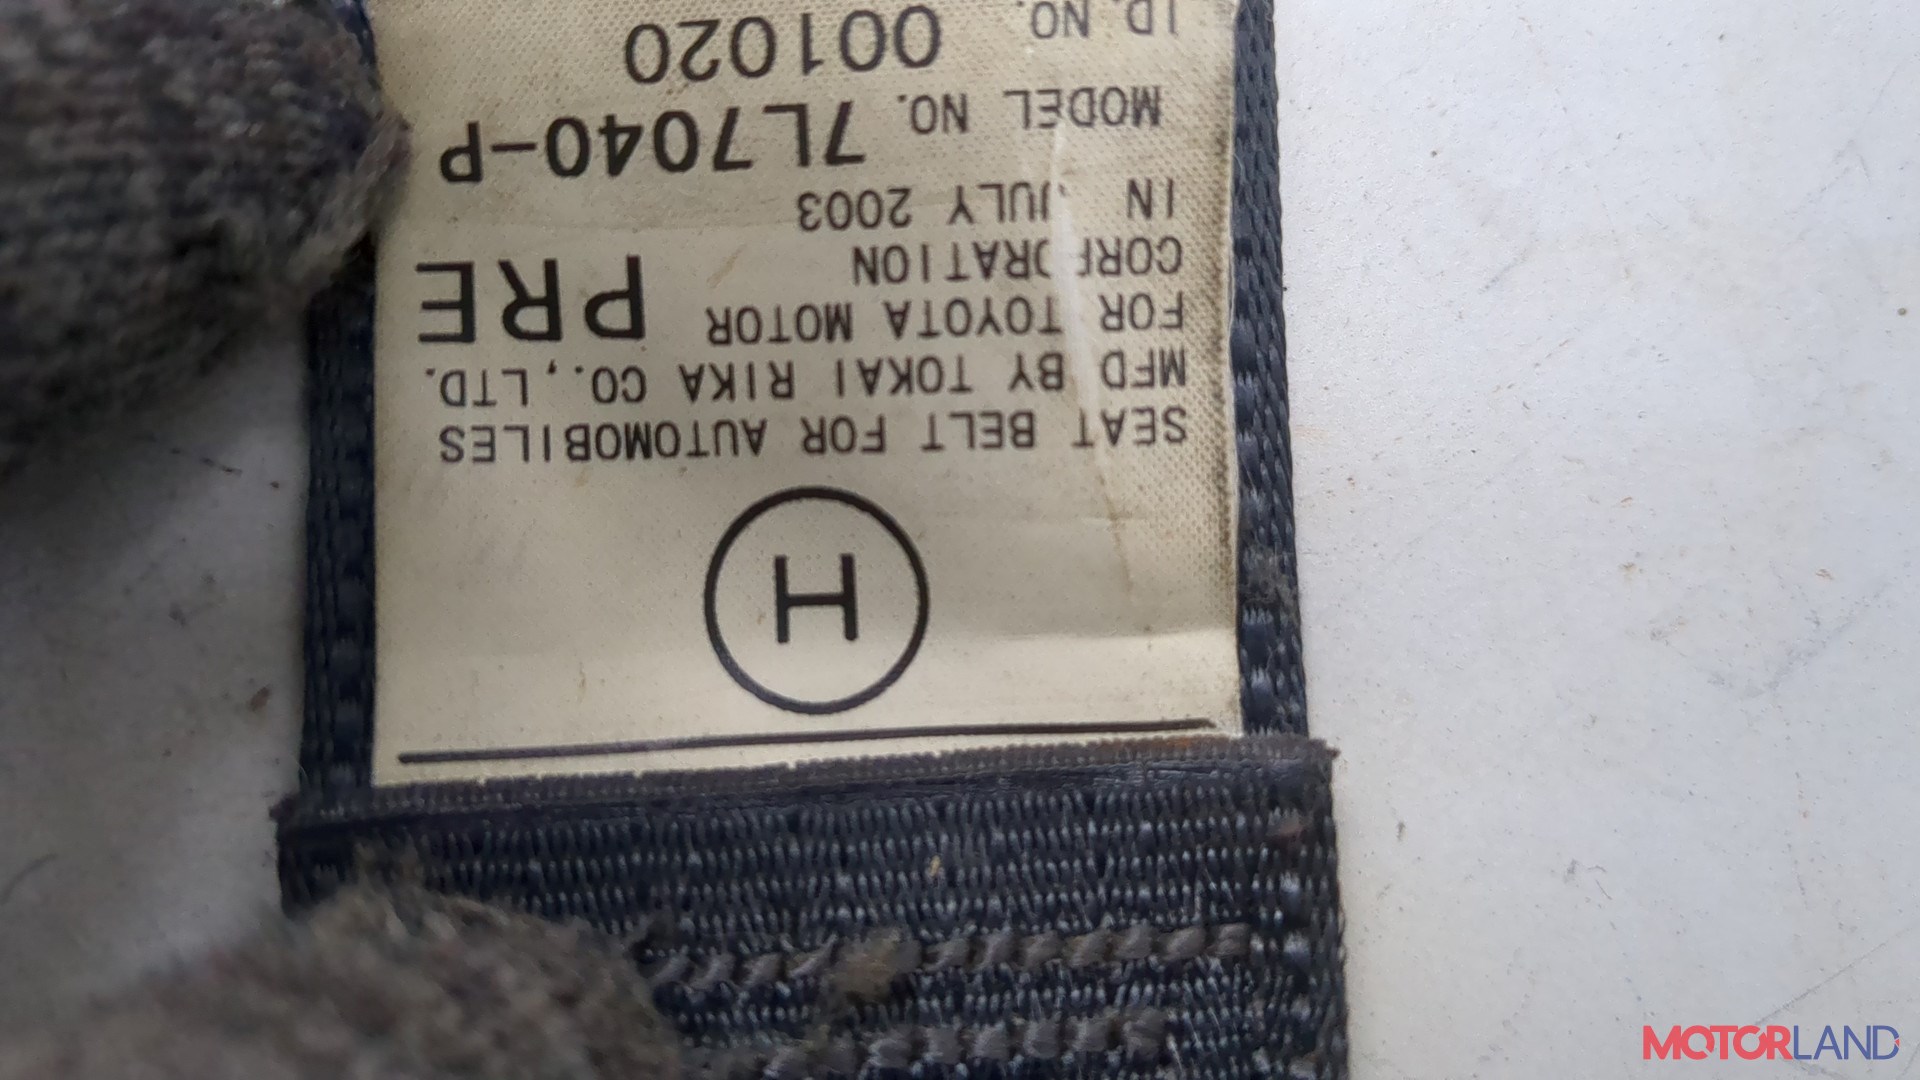 H
SEAT BELT FOR AUTOMOBILES
MFD BY TOKAI RIKA CO.,LTD.
FOR TOYOTA MOTOR PRE
CORPORATION
IN JULY 2003
MODEL NO. 7L7040-P
I.D. NO. 001020
MOTORLAND